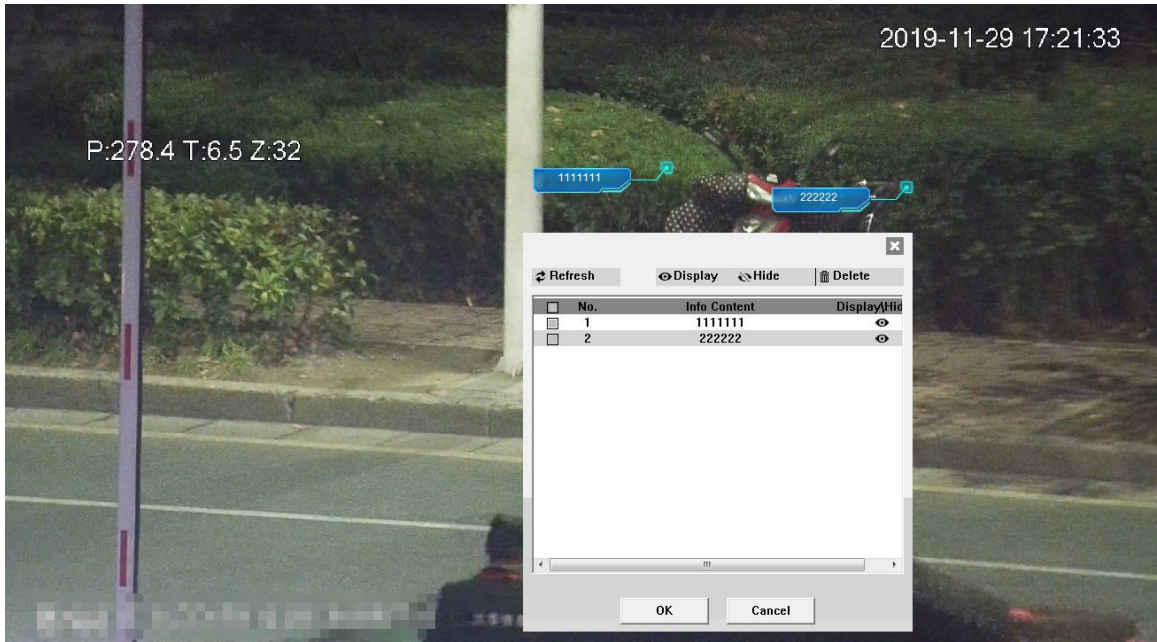 2019-11-29 17:21:33
P:278.4 T:6.5 Z:32
1111111
222222
Refresh Display Hide Delete
No. Info Content Display\Hid
1 1111111
2 222222
OK Cancel